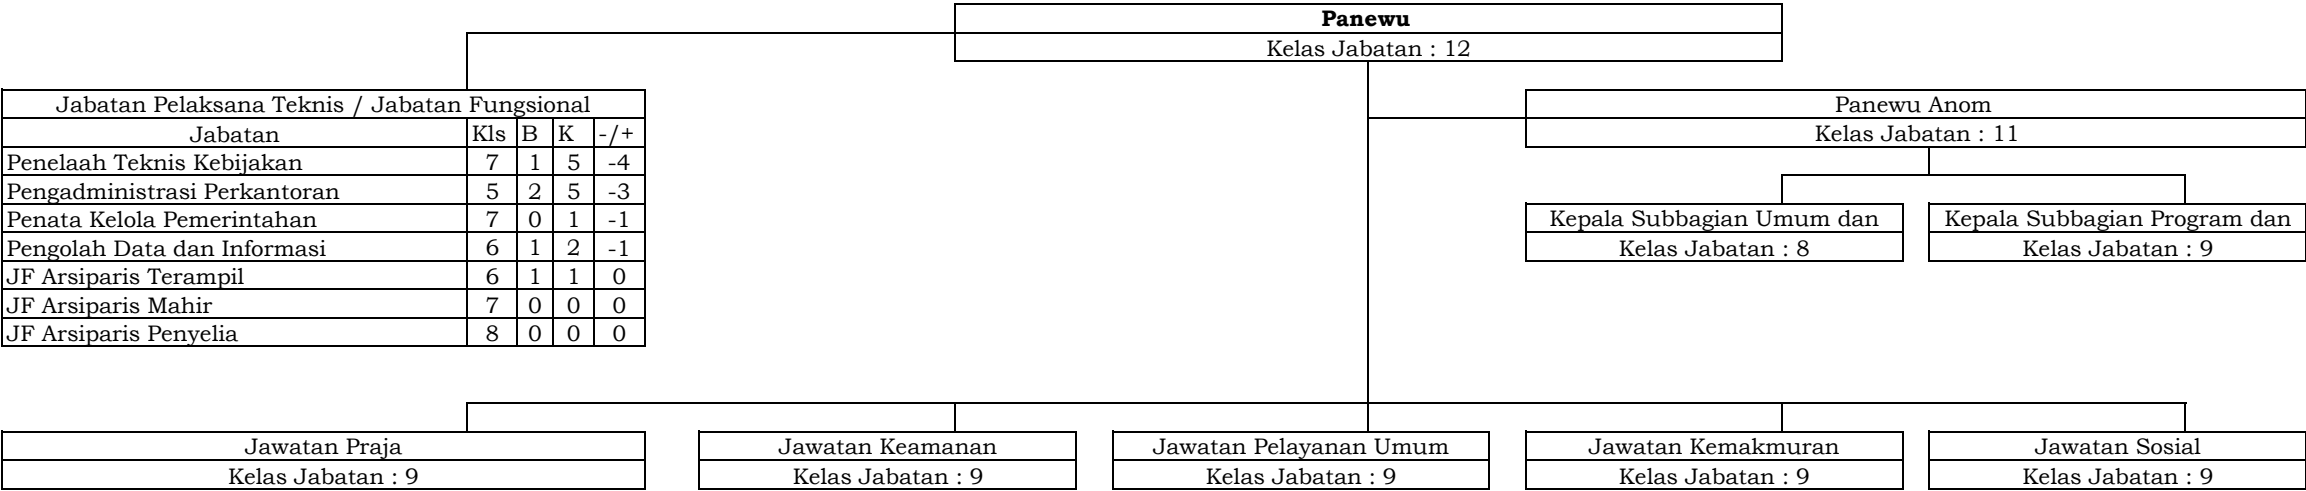 Panewu
Kelas Jabatan : 12
Jabatan Pelaksana Teknis / Jabatan Fungsional
Jabatan Kls B K -/+
Penelaah Teknis Kebijakan 7 1 5 -4
Pengadministrasi Perkantoran 5 2 5 -3
Penata Kelola Pemerintahan 7 0 1 -1
Pengolah Data dan Informasi 6 1 2 -1
JF Arsiparis Terampil 6 1 1 0
JF Arsiparis Mahir 7 0 0 0
JF Arsiparis Penyelia 8 0 0 0
Panewu Anom
Kelas Jabatan : 11
Kepala Subbagian Umum dan
Kelas Jabatan : 8
Kepala Subbagian Program dan
Kelas Jabatan : 9
Jawatan Praja
Kelas Jabatan : 9
Jawatan Keamanan
Kelas Jabatan : 9
Jawatan Pelayanan Umum
Kelas Jabatan : 9
Jawatan Kemakmuran
Kelas Jabatan : 9
Jawatan Sosial
Kelas Jabatan : 9